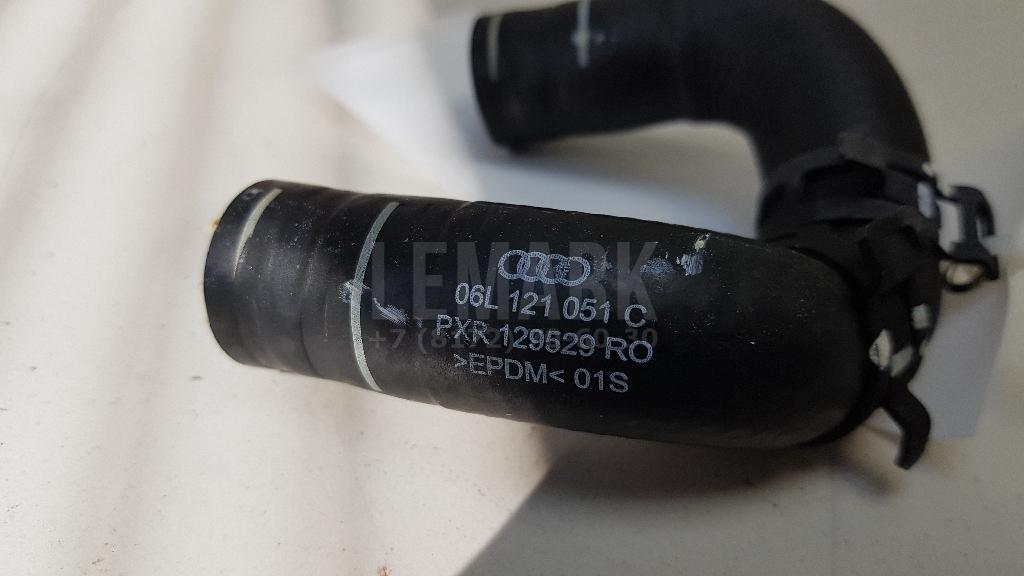 LEMARK
06L 121 051 C
PXR 129529 RO
>EPDM< 01S